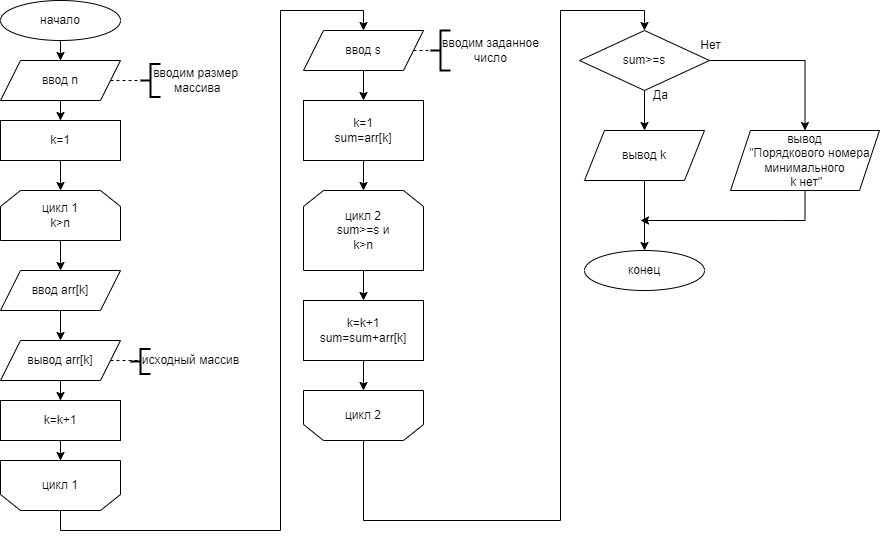 начало
ввод n
вводим размер
массива
k=1
цикл 1
k>n
ввод arr[k]
вывод arr[k]
исходный массив
k=k+1
цикл 1
ввод s
вводим заданное
число
k=1
sum=arr[k]
цикл 2
sum>=s и
k>n
k=k+1
sum=sum+arr[k]
цикл 2
sum>=s
Нет
Да
вывод k
вывод
"Порядкового номера
минимального
k нет"
конец